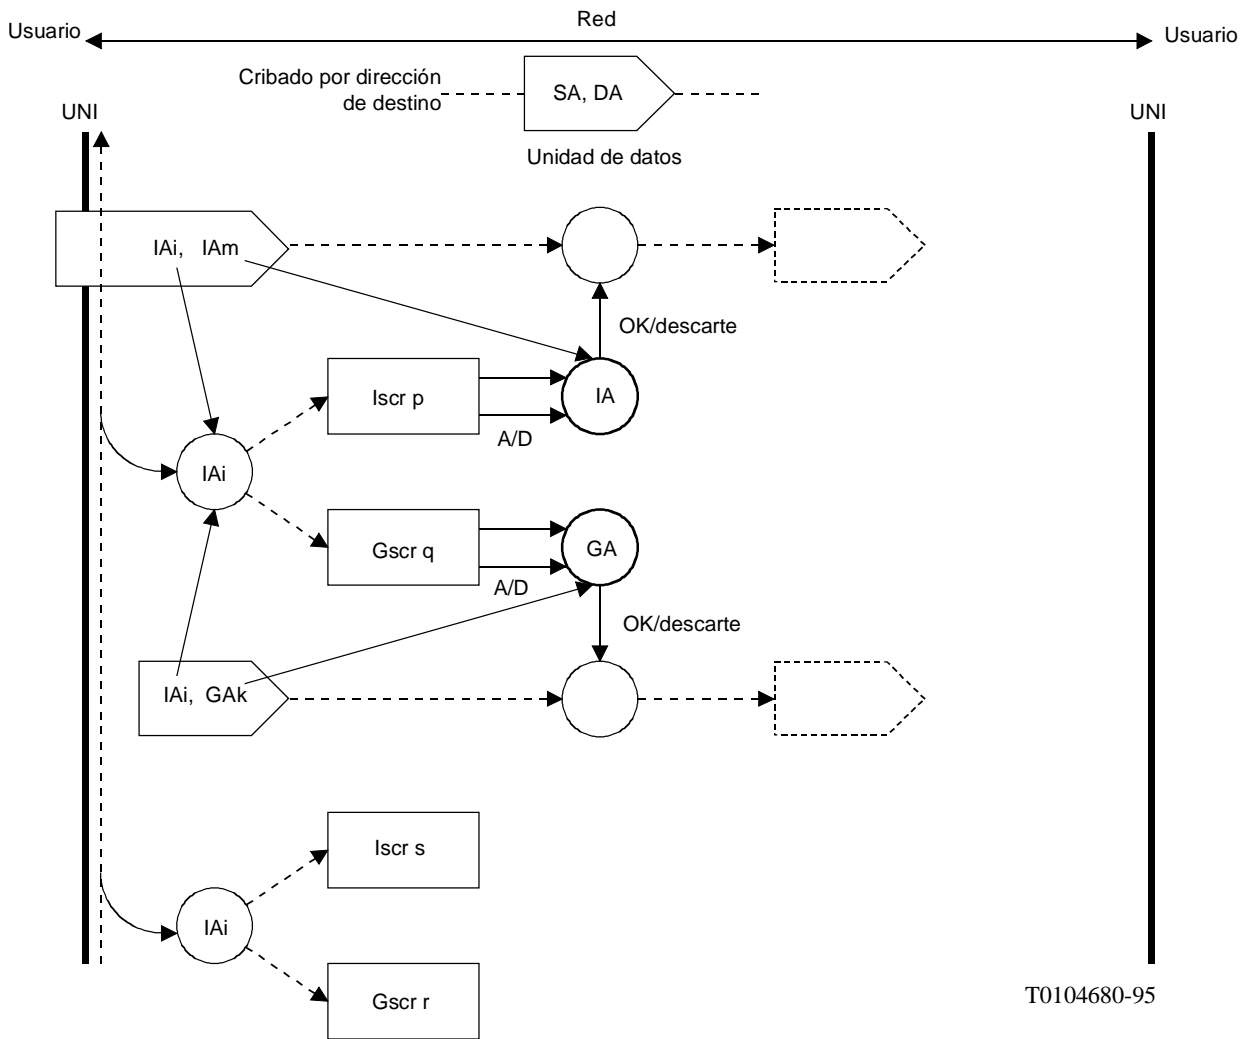 Red
Usuario
Usuario
Cribado por dirección
de destino
SA, DA
UNI
UNI
Unidad de datos
IAi, IAm
OK/descarte
Iscr p
IA
A/D
IAi
Gscr q
GA
A/D
OK/descarte
IAi, GAk
Iscr s
IAi
Gscr r
T0104680-95